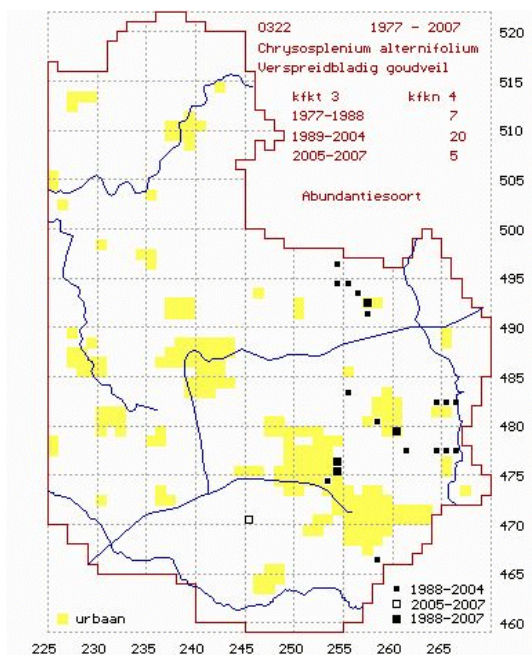 0322 1977 - 2007
Chrysosplenium alternifolium
Verspreidbladig goudveil
kfkt 3 kfkn 4
1977-1988 7
1989-2004 20
2005-2007 5
Abundantiesoort
520
515
510
505
500
495
490
485
480
475
470
465
460
1988-2004
2005-2007
1988-2007
urbaan
225 230 235 240 245 250 255 260 265